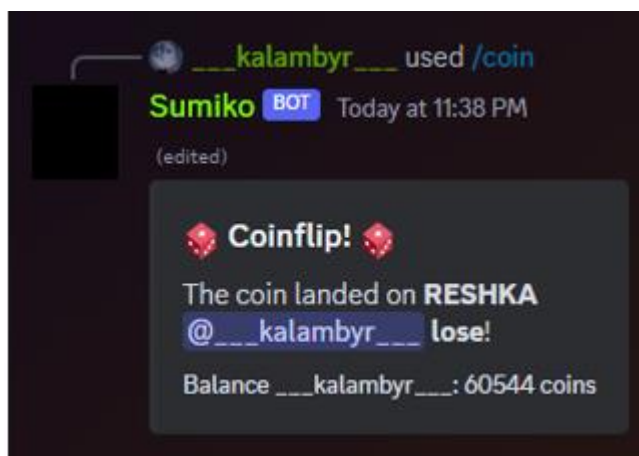 ___kalambyr___ used /coin
Sumiko BOT Today at 11:38 PM
(edited)
Coinflip!
The coin landed on RESHKA
@___kalambyr___ lose!
Balance ___kalambyr___: 60544 coins